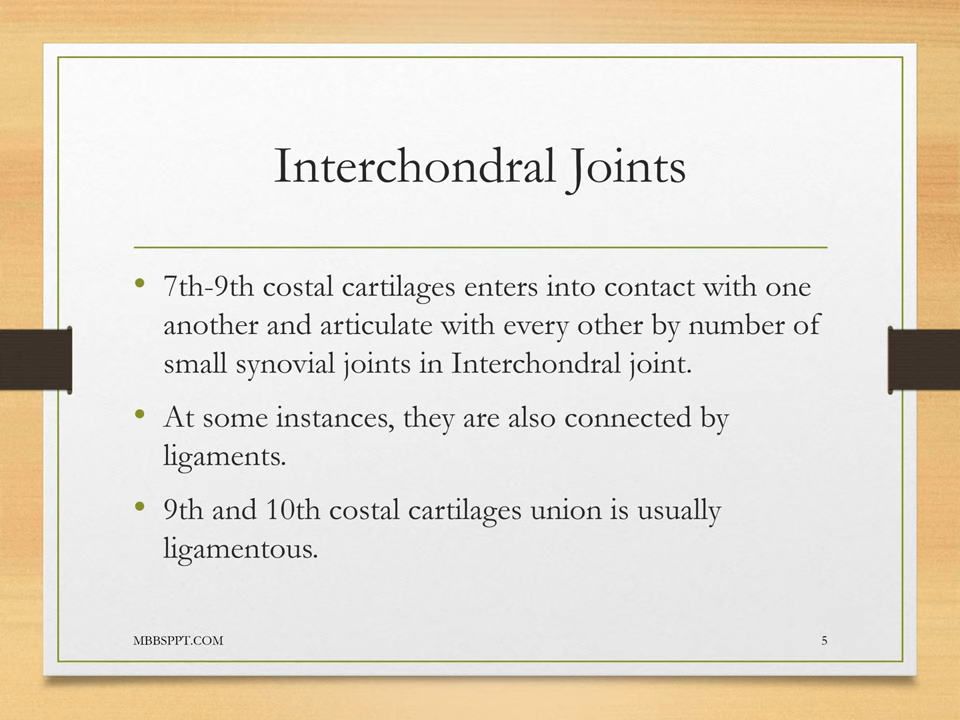 Interchondral Joints
• 7th-9th costal cartilages enters into contact with one
another and articulate with every other by number of
small synovial joints in Interchondral joint.
• At some instances, they are also connected by
ligaments.
• 9th and 10th costal cartilages union is usually
ligamentous.
MBBSPPT.COM
5